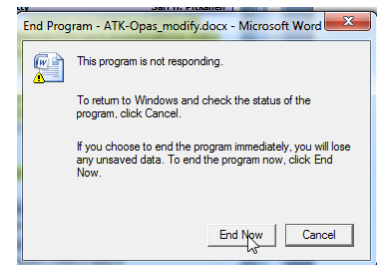 End Program - ATK-Opas_modify.docx - Microsoft Word
This program is not responding.
To return to Windows and check the status of the
program, click Cancel.
If you choose to end the program immediately, you will lose
any unsaved data. To end the program now, click End
Now.
End Now
Cancel